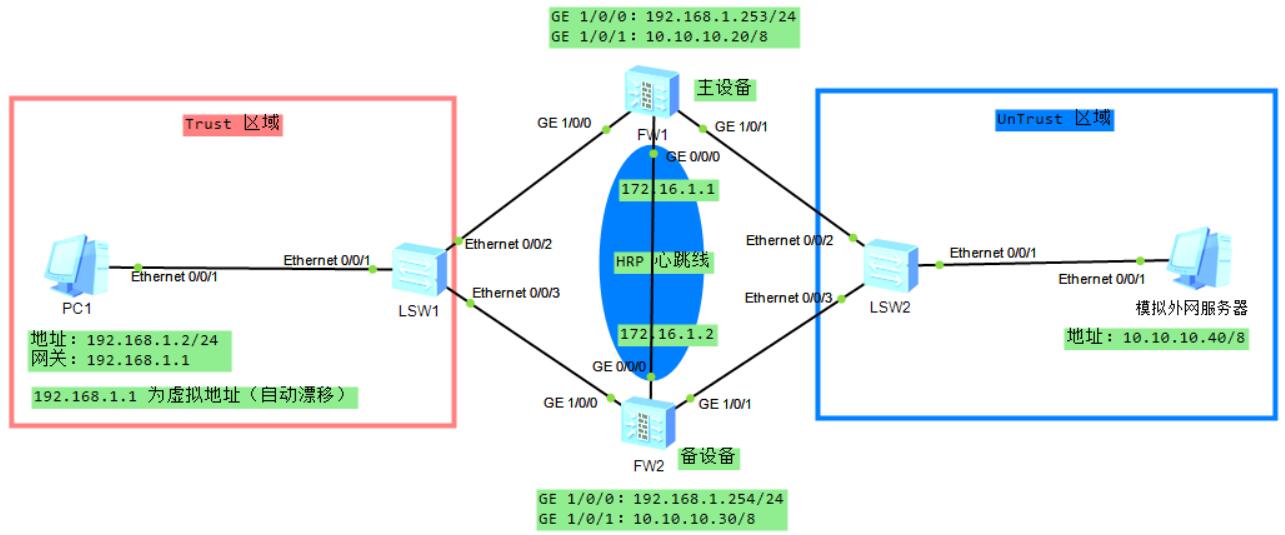 GE 1/0/0：192.168.1.253/24
GE 1/0/1：10.10.10.20/8
主设备
Trust 区域
UnTrust 区域
GE 1/0/0
GE 1/0/1
FW1
GE 0/0/0
172.16.1.1
Ethernet 0/0/2
Ethernet 0/0/2
Ethernet 0/0/1
Ethernet 0/0/1
HRP 心跳线
Ethernet 0/0/1
Ethernet 0/0/1
PC1
LSW1
Ethernet 0/0/3
Ethernet 0/0/3
LSW2
模拟外网服务器
地址：192.168.1.2/24
网关：192.168.1.1
172.16.1.2
地址：10.10.10.40/8
GE 0/0/0
192.168.1.1 为虚拟地址（自动漂移）
GE 1/0/0
GE 1/0/1
FW2
备设备
GE 1/0/0：192.168.1.254/24
GE 1/0/1：10.10.10.30/8